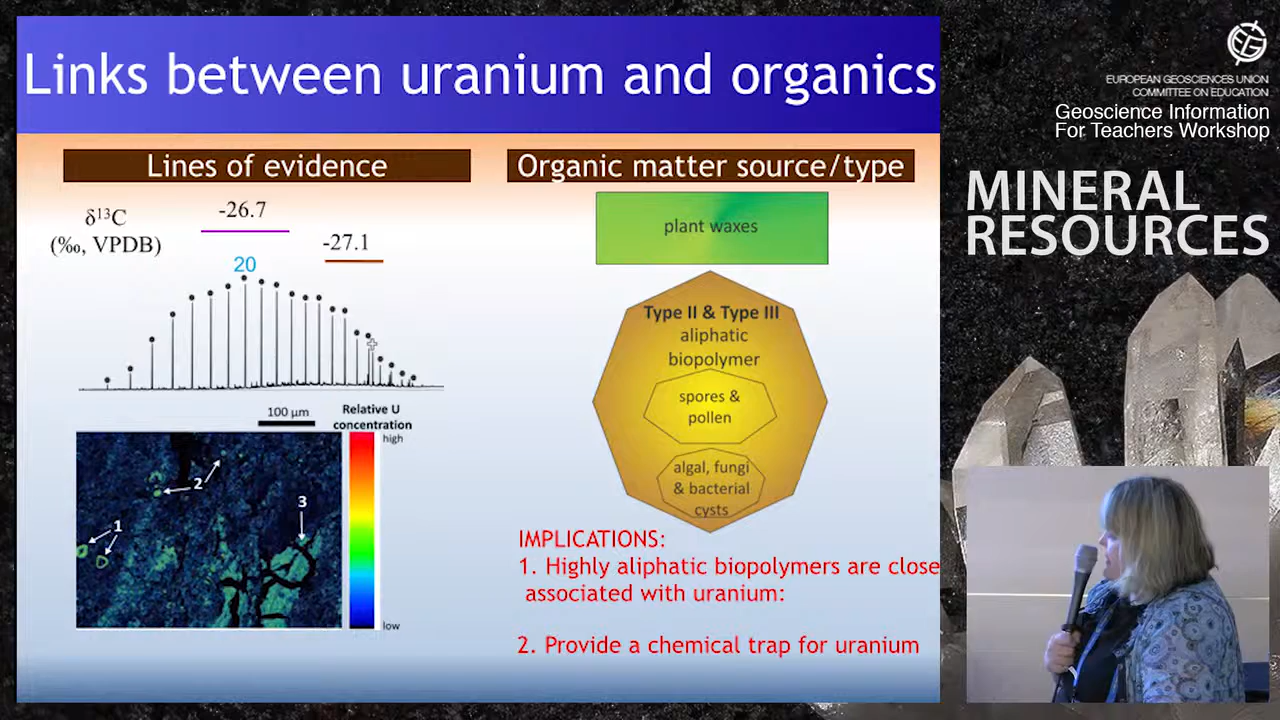 Links between uranium and organics
Lines of evidence
δ¹³C
(‰, VPDB)
-26.7
-27.1
20
100 µm
Relative U
concentration
high
low
1
2
3
Organic matter source/type
plant waxes
Type II & Type III
aliphatic
biopolymer
spores &
pollen
algal, fungi
& bacterial
cysts
IMPLICATIONS:
1. Highly aliphatic biopolymers are close
associated with uranium:
2. Provide a chemical trap for uranium
EUROPEAN GEOSCIENCES UNION
COMMITTEE ON EDUCATION
Geoscience Information
For Teachers Workshop
MINERAL
RESOURCES